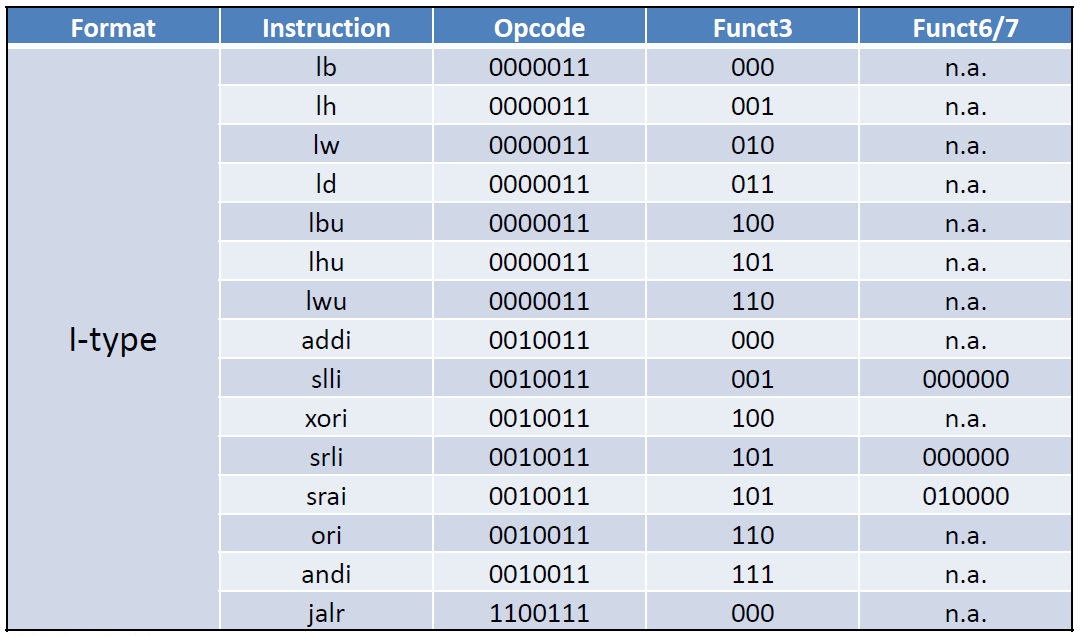 Format Instruction Opcode Funct3 Funct6/7
lb 0000011 000 n.a.
lh 0000011 001 n.a.
lw 0000011 010 n.a.
ld 0000011 011 n.a.
lbu 0000011 100 n.a.
lhu 0000011 101 n.a.
lwu 0000011 110 n.a.
I-type addi 0010011 000 n.a.
slli 0010011 001 000000
xori 0010011 100 n.a.
srli 0010011 101 000000
srai 0010011 101 010000
ori 0010011 110 n.a.
andi 0010011 111 n.a.
jalr 1100111 000 n.a.